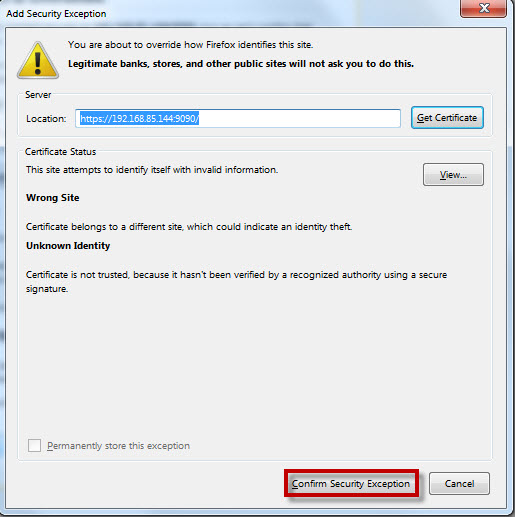 Add Security Exception
You are about to override how Firefox identifies this site.
Legitimate banks, stores, and other public sites will not ask you to do this.
Server
Location:
https://192.168.85.144:9090/
Get Certificate
Certificate Status
This site attempts to identify itself with invalid information.
View...
Wrong Site
Certificate belongs to a different site, which could indicate an identity theft.
Unknown Identity
Certificate is not trusted, because it hasn't been verified by a recognized authority using a secure
signature.
Permanently store this exception
Confirm Security Exception
Cancel